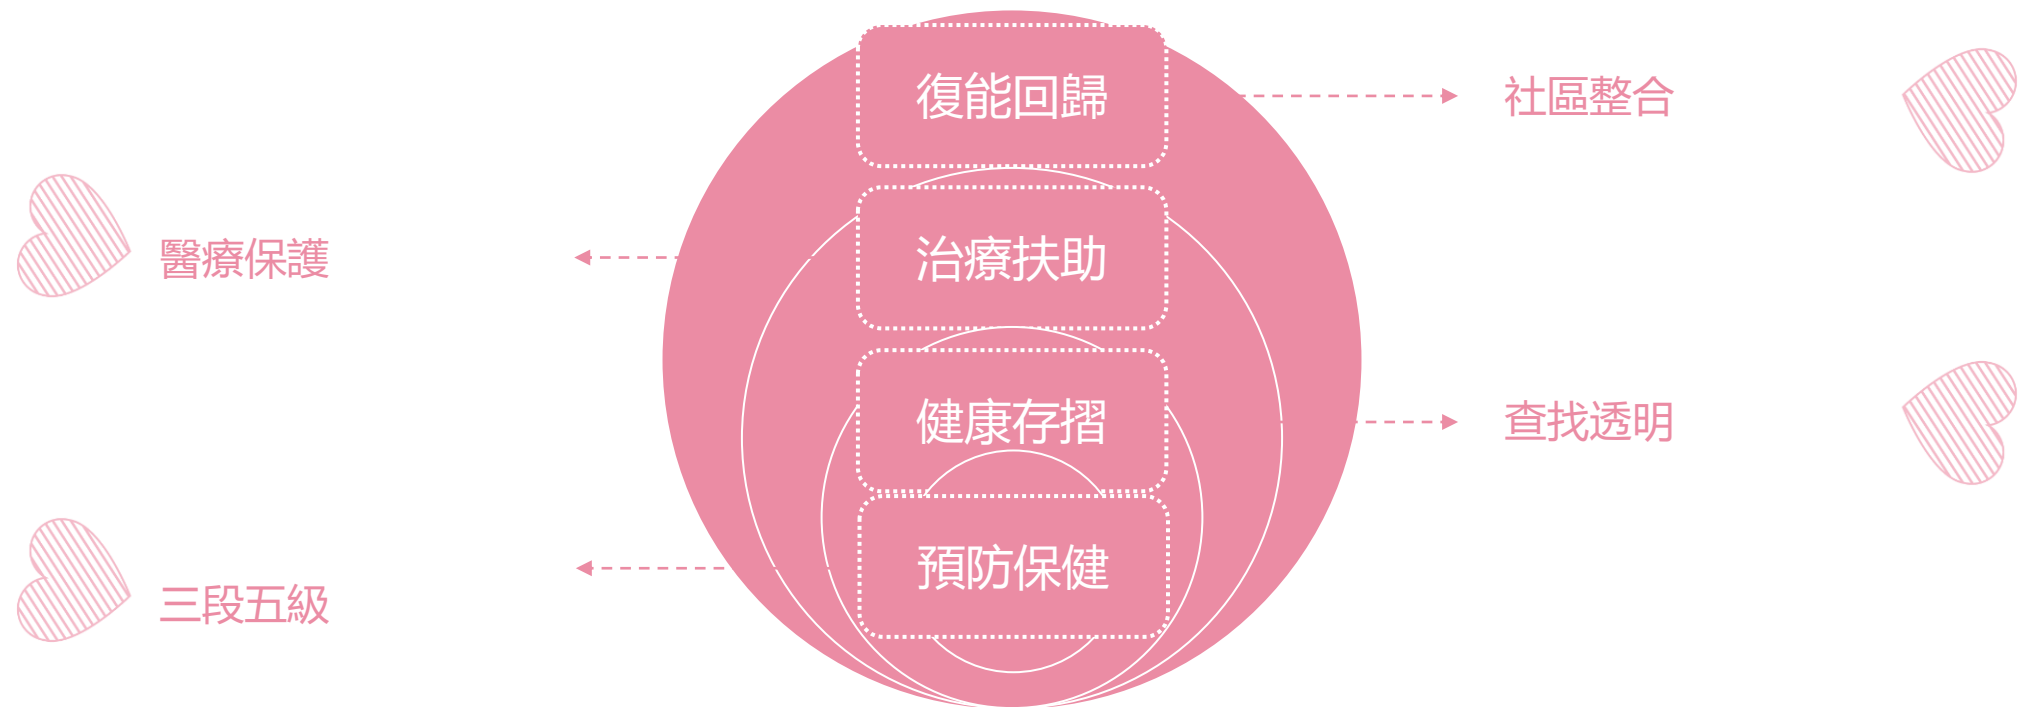 復能回歸
社區整合
治療扶助
醫療保護
健康存摺
查找透明
預防保健
三段五級